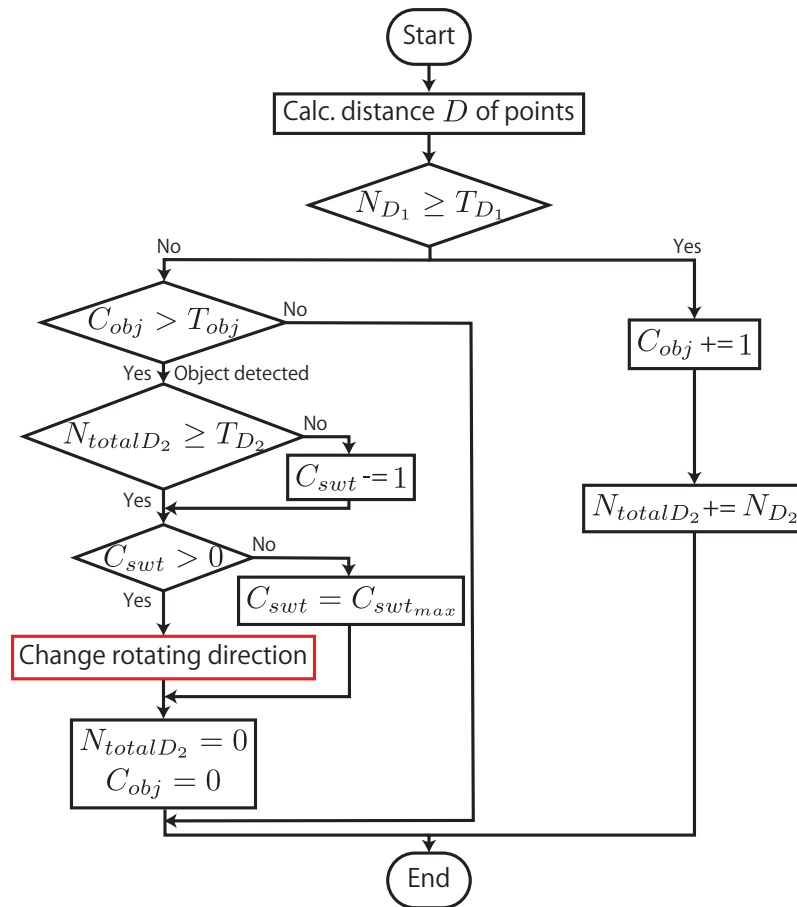 Start
Calc. distance D of points
N_{D_1} ≥ T_{D_1}
No
Yes
C_{obj} > T_{obj}
No
C_{obj} += 1
Yes
Object detected
N_{totalD_2} ≥ T_{D_2}
No
C_{swt} -= 1
Yes
N_{totalD_2} += N_{D_2}
C_{swt} > 0
No
Yes
C_{swt} = C_{swt_{max}}
Change rotating direction
N_{totalD_2} = 0
C_{obj} = 0
End